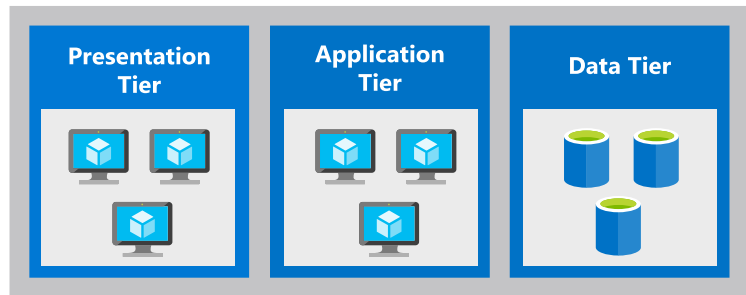 Presentation
Tier
Application
Tier
Data Tier